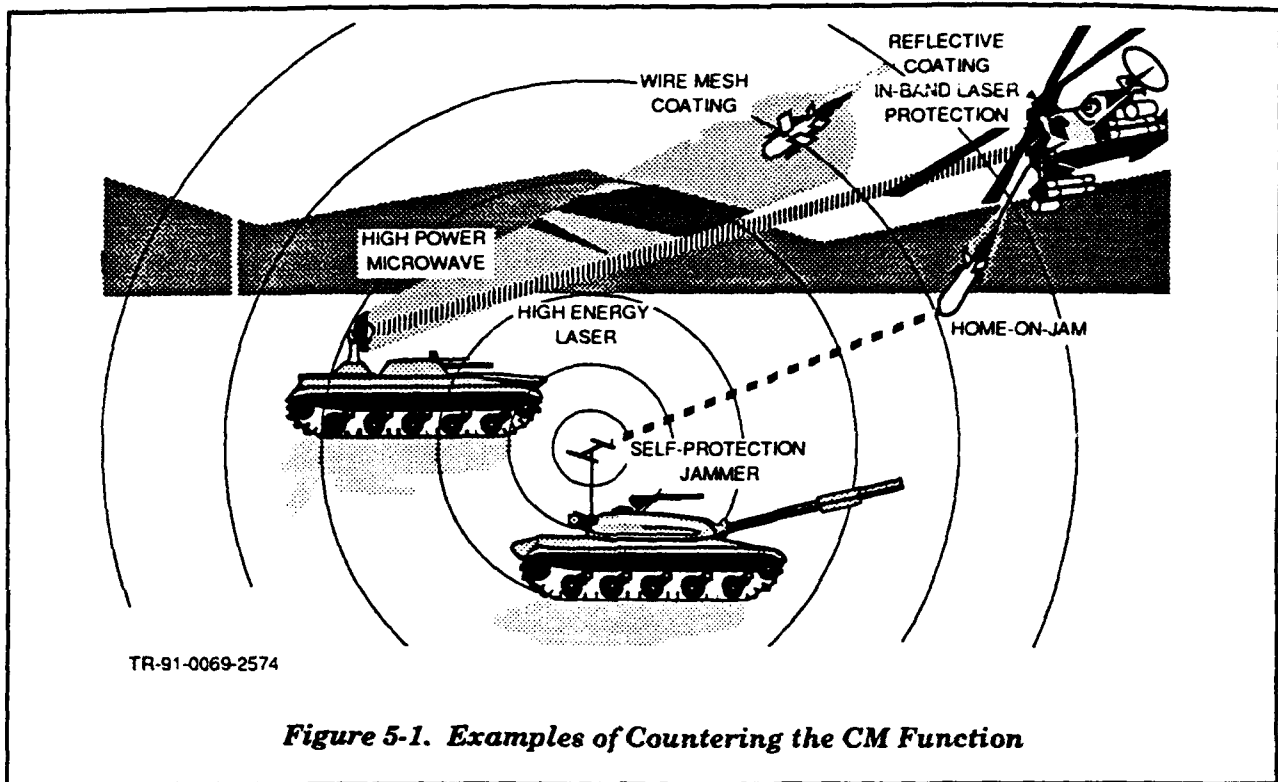 REFLECTIVE
COATING
IN-BAND LASER
PROTECTION
WIRE MESH
COATING
HIGH POWER
MICROWAVE
HIGH ENERGY
LASER
HOME-ON-JAM
SELF-PROTECTION
JAMMER
TR-91-0069-2574
Figure 5-1. Examples of Countering the CM Function